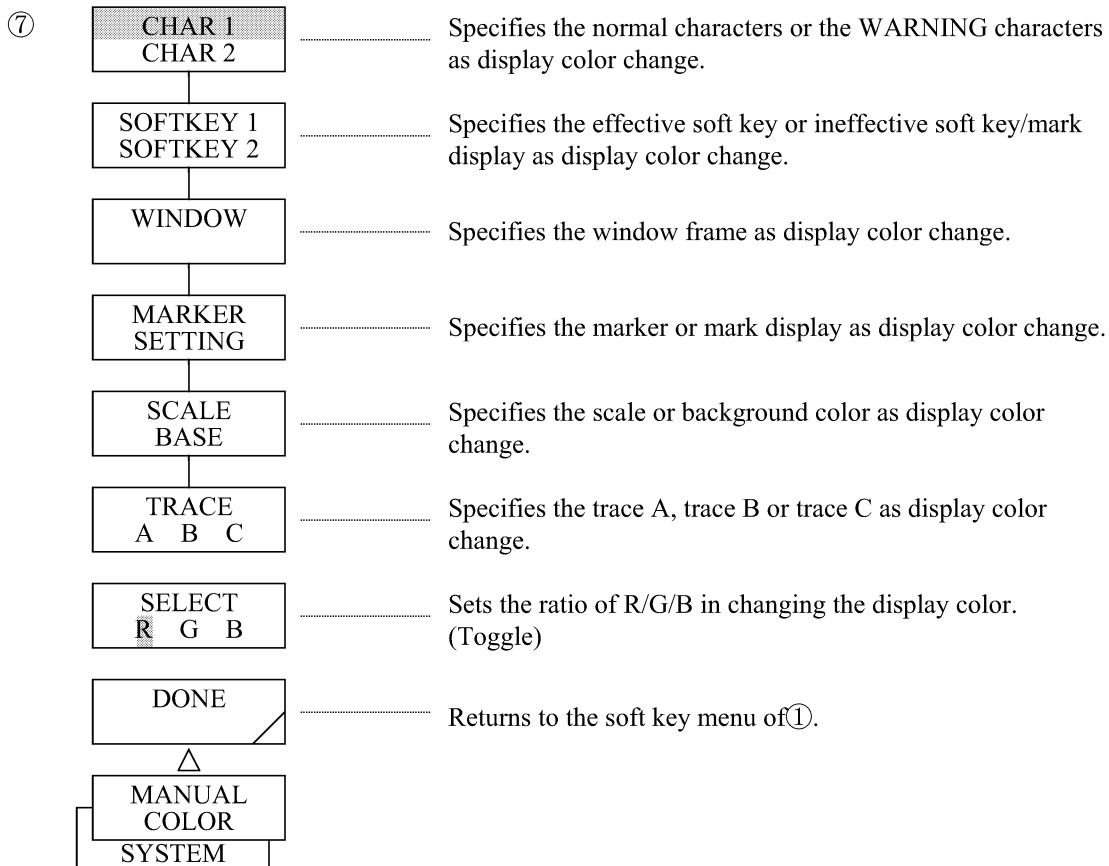 ⑦
CHAR 1
CHAR 2
Specifies the normal characters or the WARNING characters
as display color change.
SOFTKEY 1
SOFTKEY 2
Specifies the effective soft key or ineffective soft key/mark
display as display color change.
WINDOW
Specifies the window frame as display color change.
MARKER
SETTING
Specifies the marker or mark display as display color change.
SCALE
BASE
Specifies the scale or background color as display color
change.
TRACE
A B C
Specifies the trace A, trace B or trace C as display color
change.
SELECT
R G B
Sets the ratio of R/G/B in changing the display color.
(Toggle)
DONE
Returns to the soft key menu of①.
MANUAL
COLOR
SYSTEM